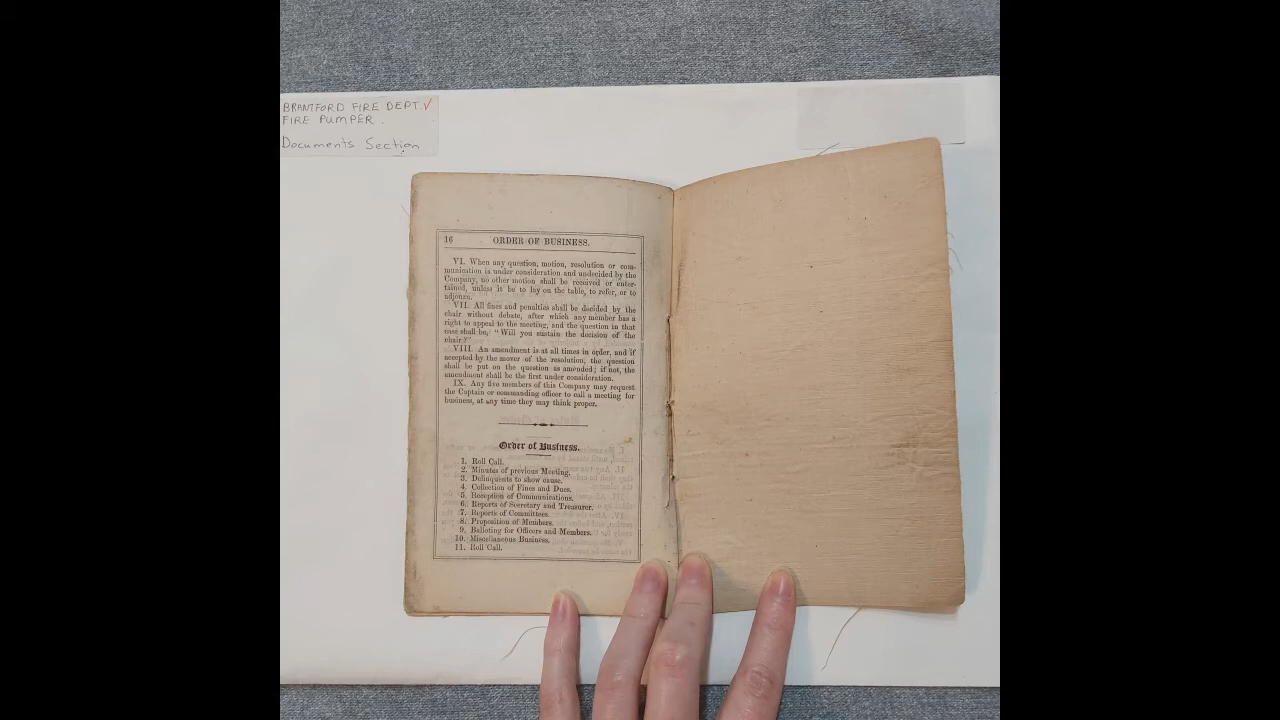 BRANTFORD FIRE DEPT. ✓
FIRE PUMPER.
Documents Section
16 ORDER OF BUSINESS.
VI. When any question, motion, resolution or com-
munication is under consideration and undecided by the
Company, no other motion shall be received or enter-
tained, unless it be to lay on the table, to refer, or to
adjourn.
VII. All fines and penalties shall be decided by the
chair without debate, after which any member has a
right to appeal to the meeting, and the question in that
case shall be, "Will you sustain the decision of the
chair?"
VIII. An amendment is at all times in order, and if
accepted by the mover of the resolution, the question
shall be put on the question as amended; if not, the
amendment shall be the first under consideration.
IX. Any five members of this Company may request
the Captain or commanding officer to call a meeting for
business, at any time they may think proper.
Order of Business.
1. Roll Call.
2. Minutes of previous Meeting.
3. Delinquents to show cause.
4. Collection of Fines and Dues.
5. Reception of Communications.
6. Reports of Secretary and Treasurer.
7. Reports of Committees.
8. Proposition of Members.
9. Balloting for Officers and Members.
10. Miscellaneous Business.
11. Roll Call.